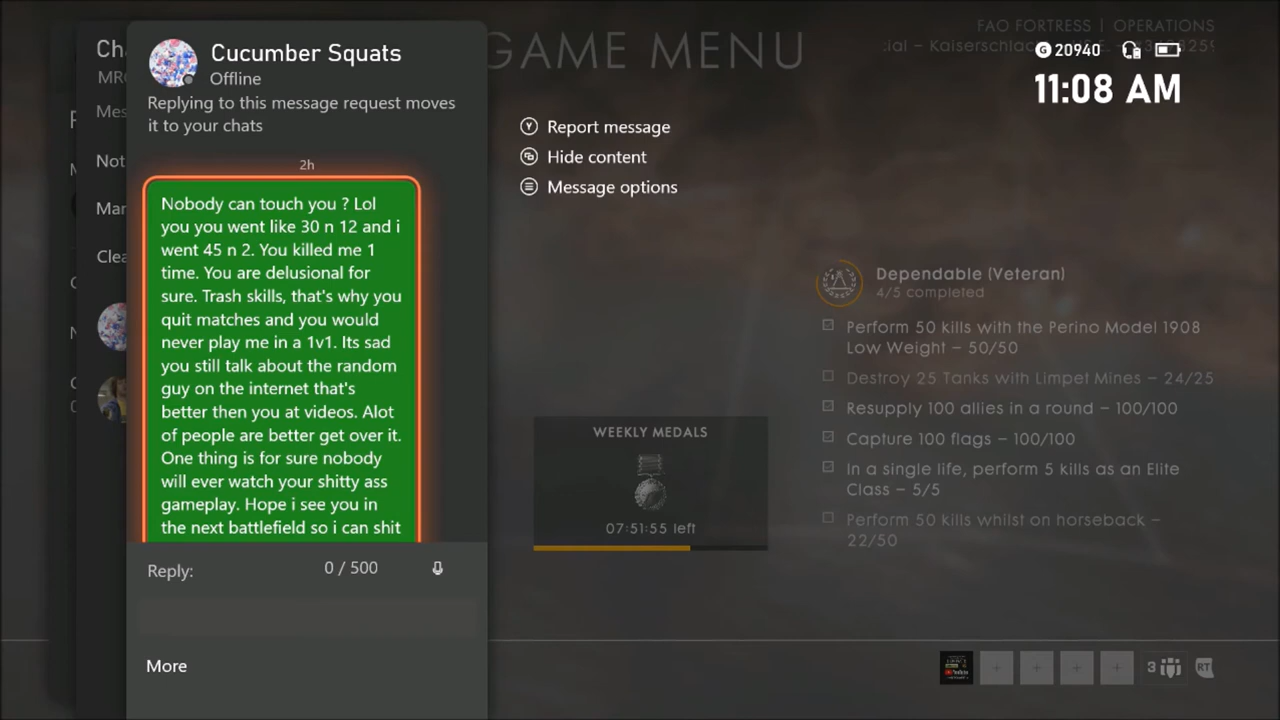 GAME MENU
FAO FORTRESS | OPERATIONS
G 20940
11:08 AM
Ch
MRO
Mes
Not
Mar
Clea
Cucumber Squats
Offline
Replying to this message request moves
it to your chats
2h
Nobody can touch you ? Lol
you you went like 30 n 12 and i
went 45 n 2. You killed me 1
time. You are delusional for
sure. Trash skills, that's why you
quit matches and you would
never play me in a 1v1. Its sad
you still talk about the random
guy on the internet that's
better then you at videos. Alot
of people are better get over it.
One thing is for sure nobody
will ever watch your shitty ass
gameplay. Hope i see you in
the next battlefield so i can shit
Reply:
0 / 500
More
Y Report message
Hide content
Message options
WEEKLY MEDALS
07:51:55 left
Dependable (Veteran)
4/5 completed
Perform 50 kills with the Perino Model 1908
Low Weight – 50/50
Destroy 25 Tanks with Limpet Mines – 24/25
Resupply 100 allies in a round – 100/100
Capture 100 flags – 100/100
In a single life, perform 5 kills as an Elite
Class – 5/5
Perform 50 kills whilst on horseback –
22/50
3
RT